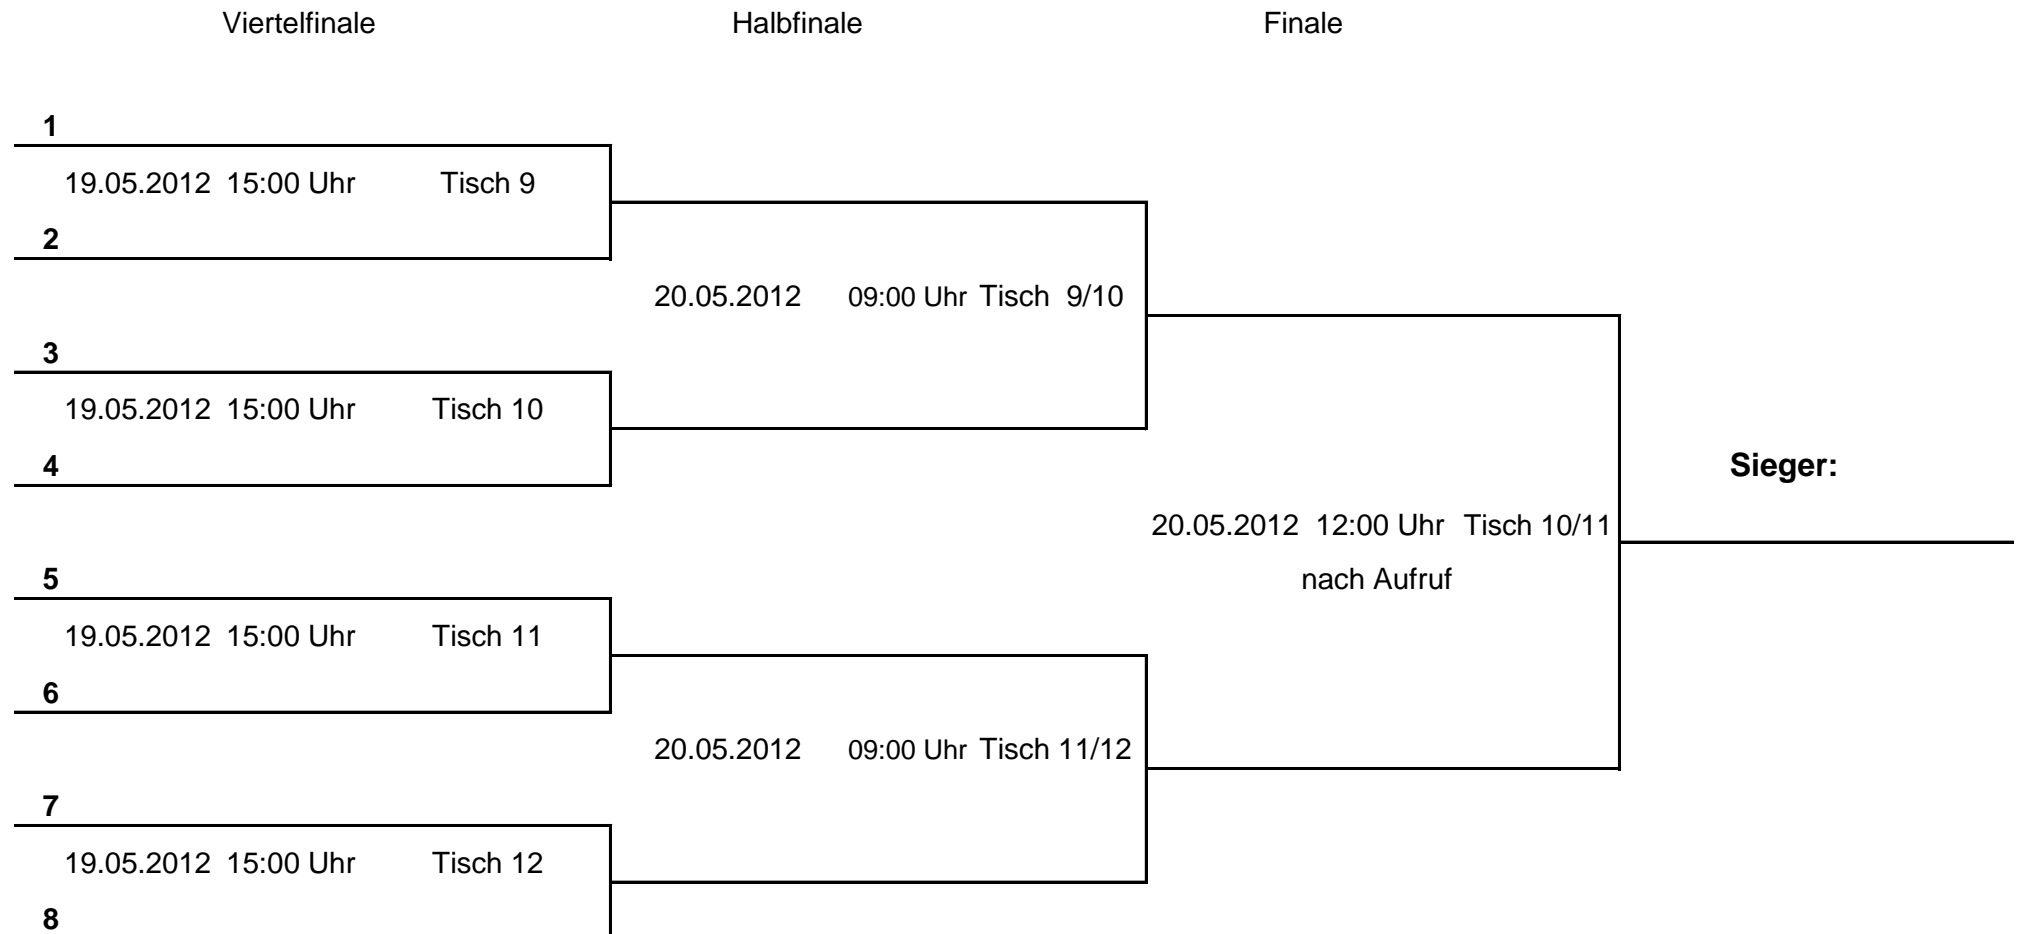 Viertelfinale Halbfinale Finale
1
19.05.2012 15:00 Uhr Tisch 9
2
20.05.2012 09:00 Uhr Tisch 9/10
3
19.05.2012 15:00 Uhr Tisch 10
4
Sieger:
20.05.2012 12:00 Uhr Tisch 10/11
5
nach Aufruf
19.05.2012 15:00 Uhr Tisch 11
6
20.05.2012 09:00 Uhr Tisch 11/12
7
19.05.2012 15:00 Uhr Tisch 12
8